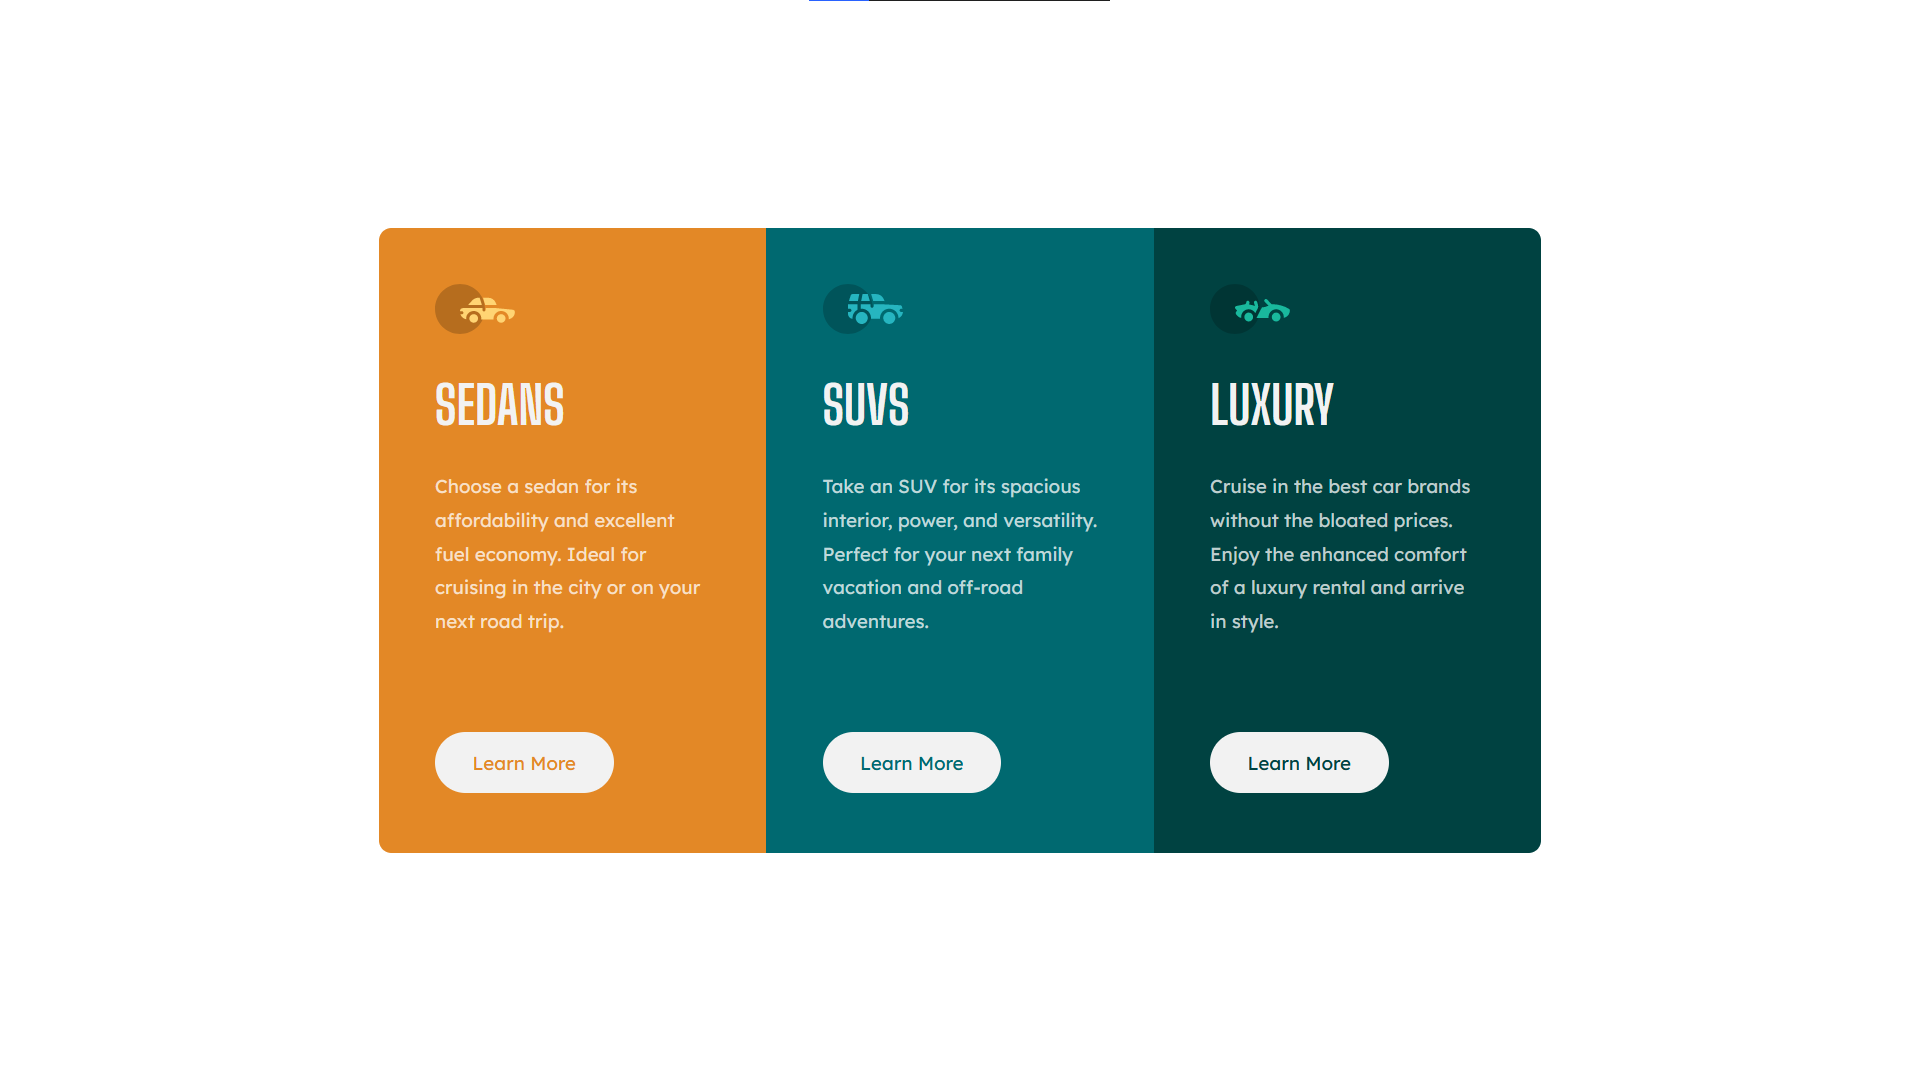 SEDANS
Choose a sedan for its
affordability and excellent
fuel economy. Ideal for
cruising in the city or on your
next road trip.
Learn More
SUVS
Take an SUV for its spacious
interior, power, and versatility.
Perfect for your next family
vacation and off-road
adventures.
Learn More
LUXURY
Cruise in the best car brands
without the bloated prices.
Enjoy the enhanced comfort
of a luxury rental and arrive
in style.
Learn More